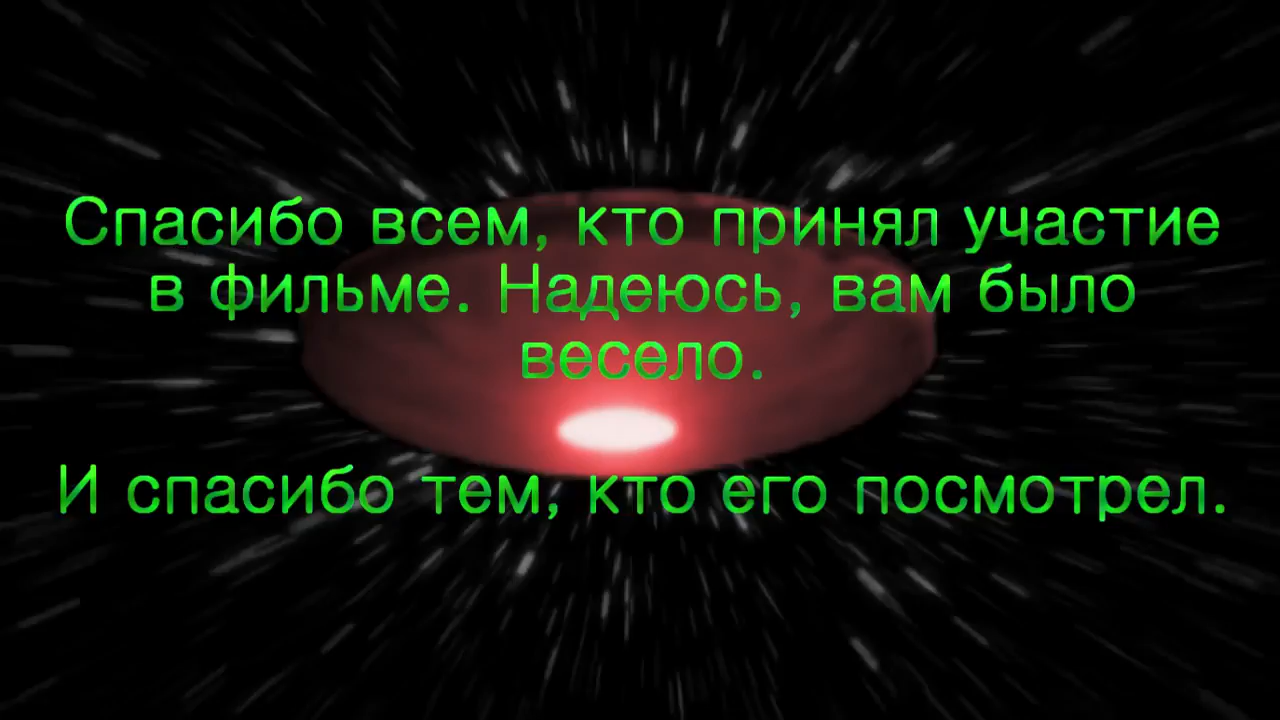 Спасибо всем, кто принял участие
в фильме. Надеюсь, вам было
весело.
И спасибо тем, кто его посмотрел.